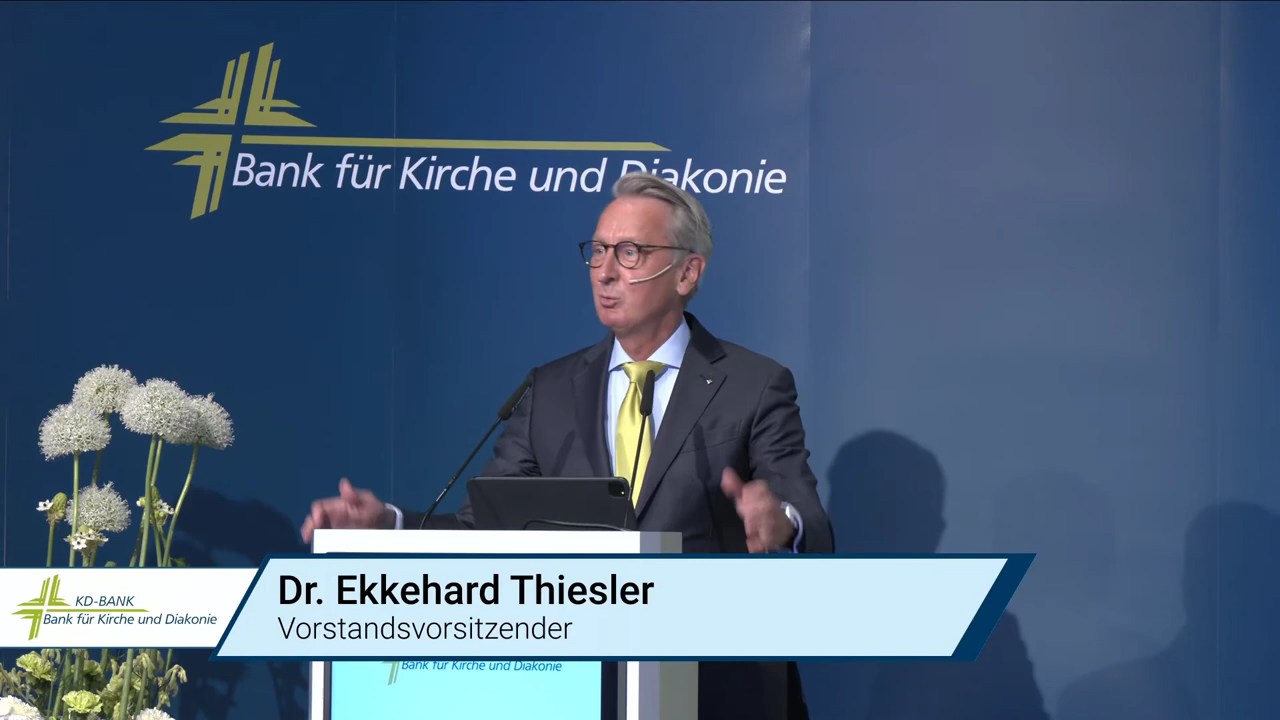 Bank für Kirche und Diakonie
Dr. Ekkehard Thiesler
Vorstandsvorsitzender
KD-BANK
Bank für Kirche und Diakonie
Bank für Kirche und Diakonie